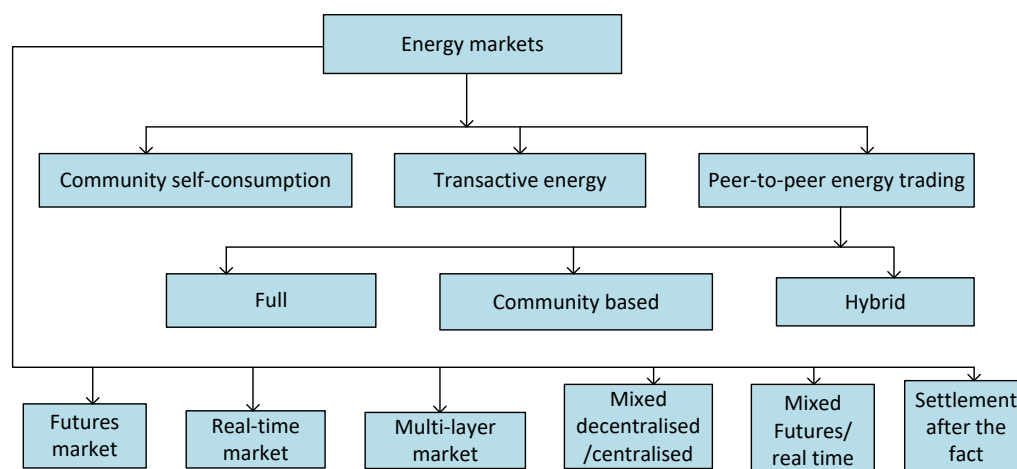 Energy markets
Community self-consumption
Transactive energy
Peer-to-peer energy trading
Full
Community based
Hybrid
Futures
market
Real-time
market
Multi-layer
market
Mixed
decentralised
/centralised
Mixed
Futures/
real time
Settlement
after the
fact